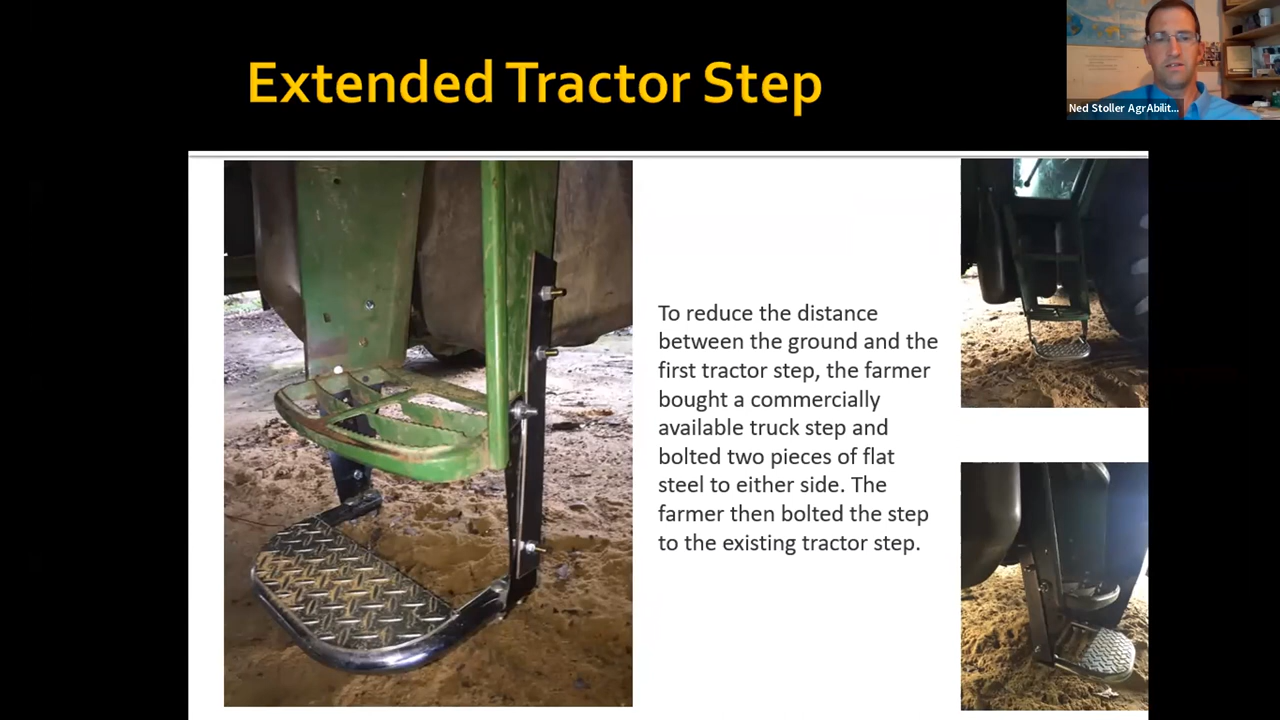 Extended Tractor Step
Ned Stoller AgrAbilit...
To reduce the distance
between the ground and the
first tractor step, the farmer
bought a commercially
available truck step and
bolted two pieces of flat
steel to either side. The
farmer then bolted the step
to the existing tractor step.